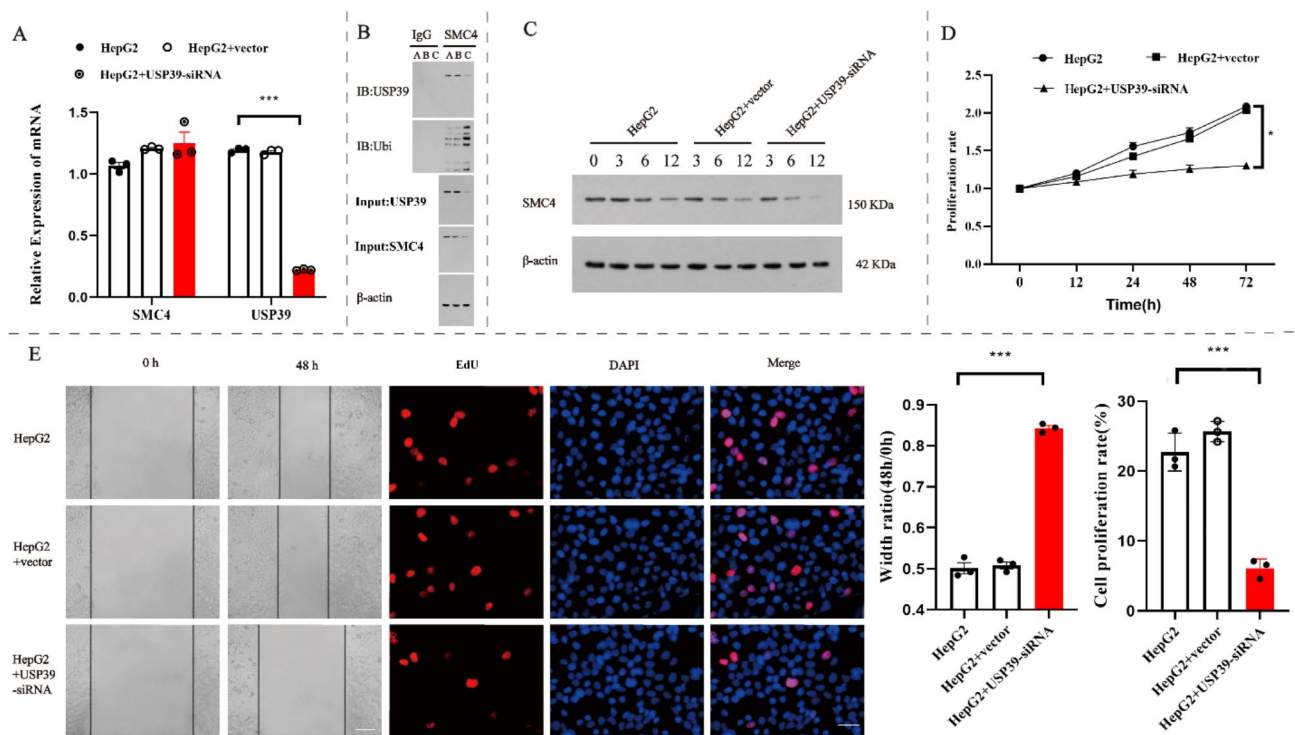 A
HepG2
HepG2+vector
HepG2+USP39-siRNA
Relative Expression of mRNA
1.5
1.0
0.5
0.0
***
SMC4
USP39
B
IgG
SMC4
A B C
A B C
IB:USP39
IB:Ubi
Input:USP39
Input:SMC4
β-actin
C
HepG2
HepG2+vector
HepG2+USP39-siRNA
0 3 6 12 3 6 12 3 6 12
SMC4
150 KDa
β-actin
42 KDa
D
HepG2
HepG2+vector
HepG2+USP39-siRNA
Proliferation rate
2.5
2.0
1.5
1.0
0.5
0.0
*
0 12 24 48 72
Time(h)
E
0 h
48 h
EdU
DAPI
Merge
HepG2
HepG2
+vector
HepG2
+USP39
-siRNA
***
Width ratio(48h/0h)
0.9
0.8
0.7
0.6
0.5
0.4
HepG2
HepG2+vector
HepG2+USP39-siRNA
***
Cell proliferation rate(%)
30
20
10
0
HepG2
HepG2+vector
HepG2+USP39-siRNA